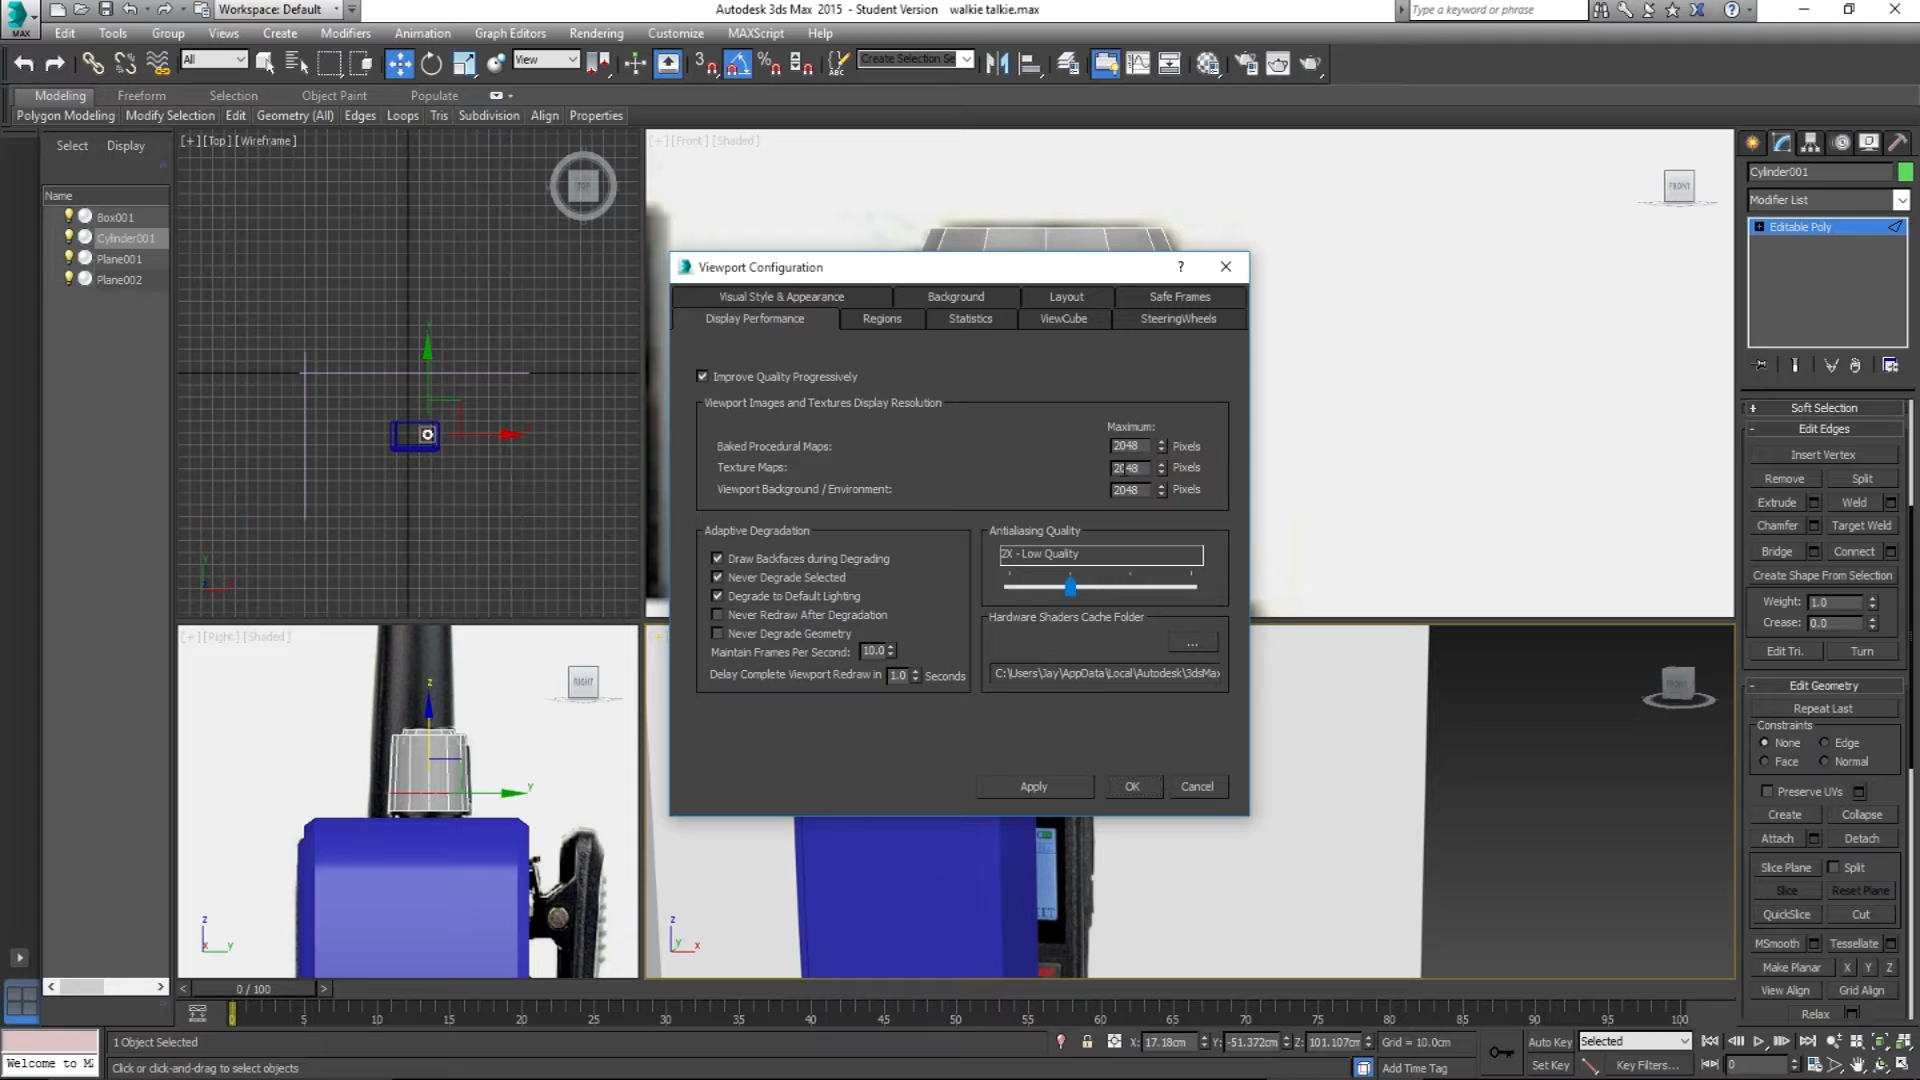 Workspace: Default
Autodesk 3ds Max 2015 - Student Version    walkie talkie.max
Type a keyword or phrase
MAX
Edit Tools Group Views Create Modifiers Animation Graph Editors Rendering Customize MAXScript Help
All
View
3
%
ABC
Create Selection Se
Modeling Freeform Selection Object Paint Populate
Polygon Modeling Modify Selection Edit Geometry (All) Edges Loops Tris Subdivision Align Properties
Select Display
Name
Box001
Cylinder001
Plane001
Plane002
[+][Top][Wireframe]
TOP
[+][Front][Shaded]
FRONT
[+][Right][Shaded]
RIGHT
FRONT
Viewport Configuration
?
Visual Style & Appearance Background Layout Safe Frames
Display Performance Regions Statistics ViewCube SteeringWheels
Improve Quality Progressively
Viewport Images and Textures Display Resolution
Maximum:
Baked Procedural Maps: 2048 Pixels
Texture Maps: 2048 Pixels
Viewport Background / Environment: 2048 Pixels
Adaptive Degradation
Draw Backfaces during Degrading
Never Degrade Selected
Degrade to Default Lighting
Never Redraw After Degradation
Never Degrade Geometry
Maintain Frames Per Second: 10.0
Delay Complete Viewport Redraw in 1.0 Seconds
Antialiasing Quality
2X - Low Quality
Hardware Shaders Cache Folder
...
C:\Users\Jay\AppData\Local\Autodesk\3dsMax
Apply OK Cancel
z
y
z
x y
z
y x
Cylinder001
Modifier List
Editable Poly
+ Soft Selection
- Edit Edges
Insert Vertex
Remove Split
Extrude Weld
Chamfer Target Weld
Bridge Connect
Create Shape From Selection
Weight: 1.0
Crease: 0.0
Edit Tri. Turn
- Edit Geometry
Repeat Last
Constraints
None Edge
Face Normal
Preserve UVs
Create Collapse
Attach Detach
Slice Plane Split
Slice Reset Plane
QuickSlice Cut
MSmooth Tessellate
Make Planar X Y Z
View Align Grid Align
Relax
< 0 / 100 >
0 5 10 15 20 25 30 35 40 45 50 55 60 65 70 75 80 85 90 95 100
1 Object Selected
X: 17.18cm Y: -51.372cm Z: 101.107cm Grid = 10.0cm
Auto Key Selected
Welcome to M
Click or click-and-drag to select objects
Add Time Tag
Set Key Key Filters... 0